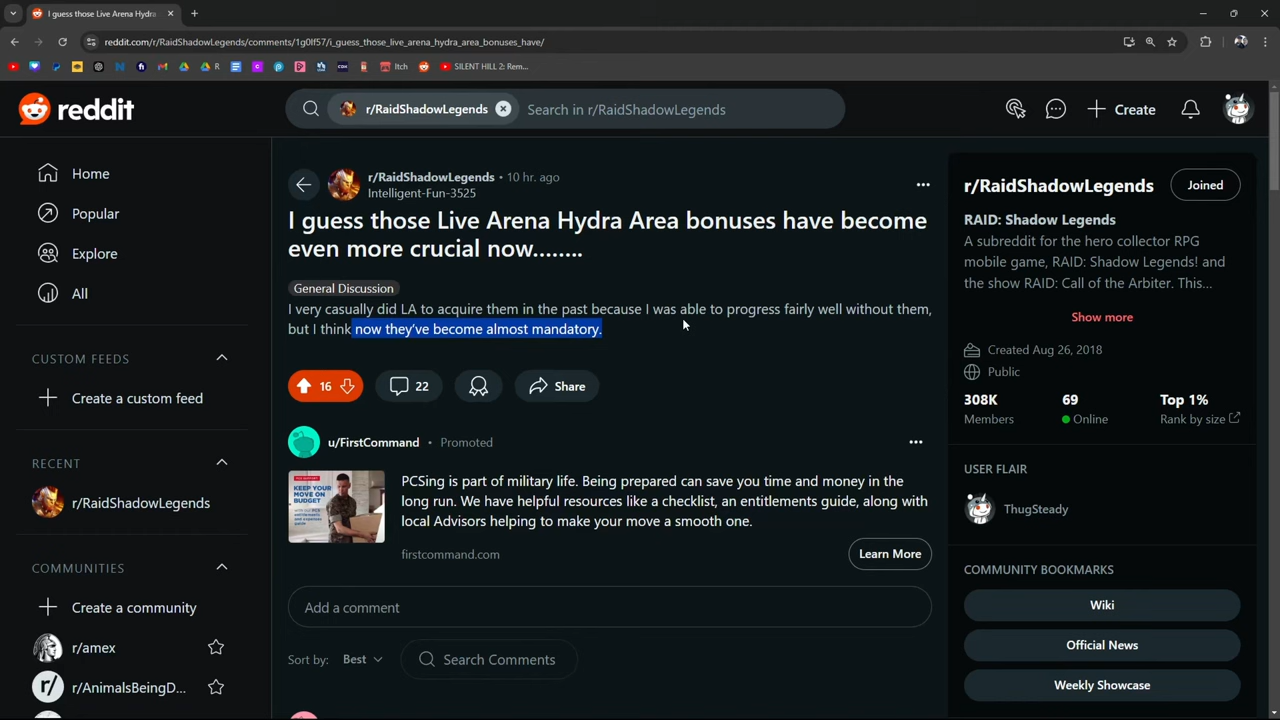 I guess those Live Arena Hydra
reddit.com/r/RaidShadowLegends/comments/1g0lf57/i_guess_those_live_arena_hydra_area_bonuses_have/
R
Itch
SILENT HILL 2: Rem...
reddit
r/RaidShadowLegends
Search in r/RaidShadowLegends
Create
Home
Popular
Explore
All
CUSTOM FEEDS
Create a custom feed
RECENT
r/RaidShadowLegends
COMMUNITIES
Create a community
r/amex
r/AnimalsBeingD...
r/RaidShadowLegends • 10 hr. ago
Intelligent-Fun-3525
I guess those Live Arena Hydra Area bonuses have become
even more crucial now........
General Discussion
I very casually did LA to acquire them in the past because I was able to progress fairly well without them,
but I think now they've become almost mandatory.
16
22
Share
u/FirstCommand • Promoted
KEEP YOUR
MOVE ON
BUDGET
PCSing is part of military life. Being prepared can save you time and money in the
long run. We have helpful resources like a checklist, an entitlements guide, along with
local Advisors helping to make your move a smooth one.
firstcommand.com
Learn More
Add a comment
Sort by:
Best
Search Comments
r/RaidShadowLegends
Joined
RAID: Shadow Legends
A subreddit for the hero collector RPG
mobile game, RAID: Shadow Legends! and
the show RAID: Call of the Arbiter. This...
Show more
Created Aug 26, 2018
Public
308K
Members
69
Online
Top 1%
Rank by size
USER FLAIR
ThugSteady
COMMUNITY BOOKMARKS
Wiki
Official News
Weekly Showcase